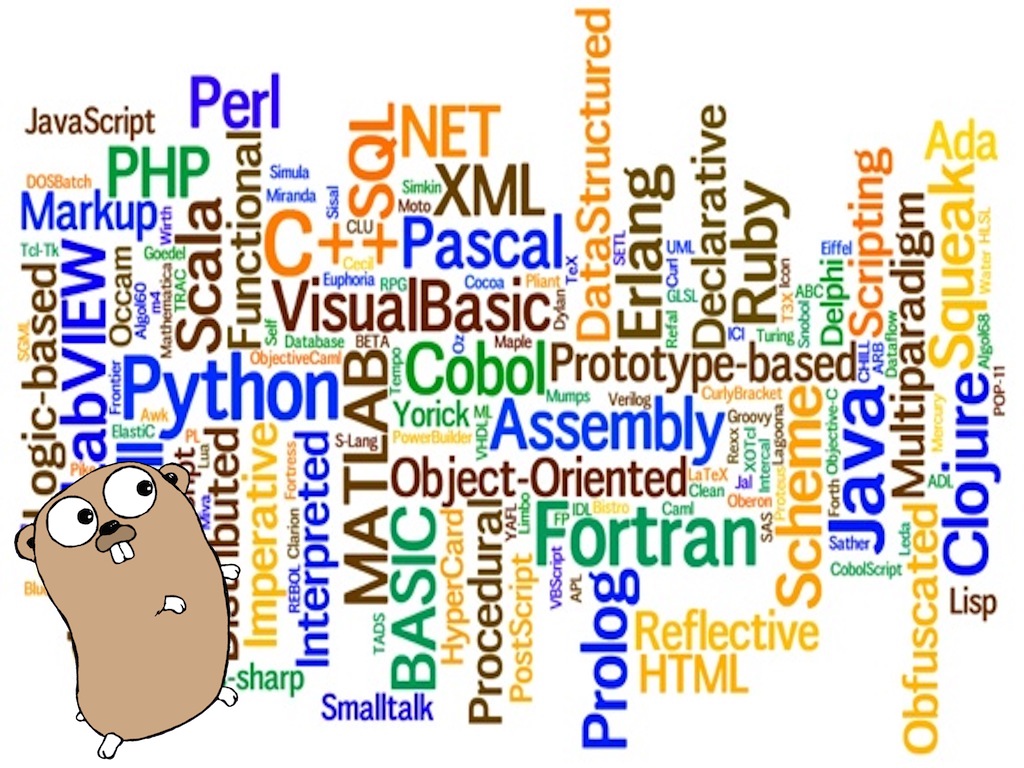 JavaScript
Perl
PHP
DOSBatch
Markup
Wirth
Tcl-Tk
Goedel
Scala
Functional
Simula
Miranda
Sisal
SQL
NET
Simkin
Moto
XML
CLU
C++
Cecil
Pascal
Euphoria
RPG
Cocoa
Pliant
TeX
DataStructured
SETL
Erlang
UML
Curl
GLSL
Refal
Declarative
Ruby
ICI
Icon
T3X
Turing
Snobol
ABC
Eiffel
Delphi
Scripting
CHILL
ARB
Dataflow
Multiparadigm
Ada
Squeak
HLSL
Water
Algol68
POP-11
SGML
Logic-based
LabVIEW
Occam
Algol60
m4
Mathematica
TRAC
Self
VisualBasic
Dylan
Database
BETA
Oz
Maple
ObjectiveCaml
Frontier
Python
Awk
ElastiC
PL
Lua
MATLAB
Tempo
Cobol
Prototype-based
Mumps
Verilog
CurlyBracket
Yorick
ML
PowerBuilder
VHDL
Assembly
Groovy
Rexx
XOTcl
Intercal
Lagoona
Proteus
Scheme
Objective-C
Forth
Java
Mercury
ADL
Clojure
Pike
Miva
Imperative
Fortress
Clarion
REBOL
Interpreted
S-Lang
Object-Oriented
LaTeX
Clean
Jal
Oberon
SAS
Procedural
YAFL
Limbo
FP
IDL
Bistro
Caml
Fortran
Sather
Leda
CobolScript
Obfuscated
Lisp
BASIC
HyperCard
TADS
PostScript
VBScript
APL
Prolog
Reflective
HTML
-sharp
Smalltalk